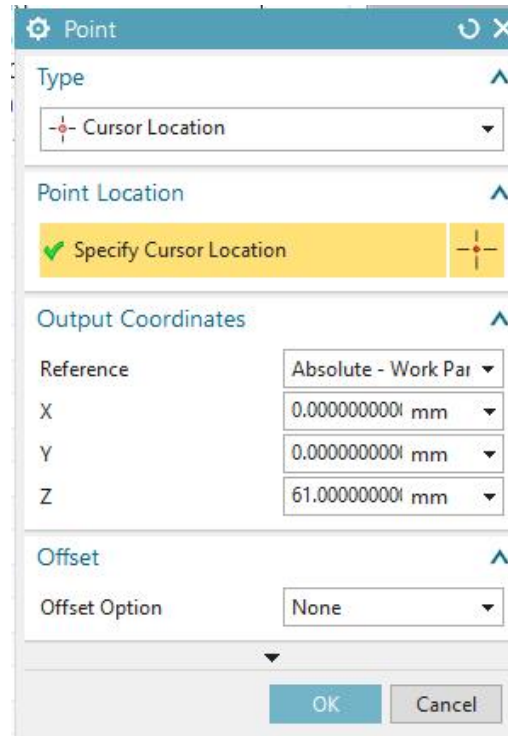 Point
Type
Cursor Location
Point Location
Specify Cursor Location
Output Coordinates
Reference Absolute - Work Par
X 0.000000000 mm
Y 0.000000000 mm
Z 61.00000000 mm
Offset
Offset Option None
OK Cancel